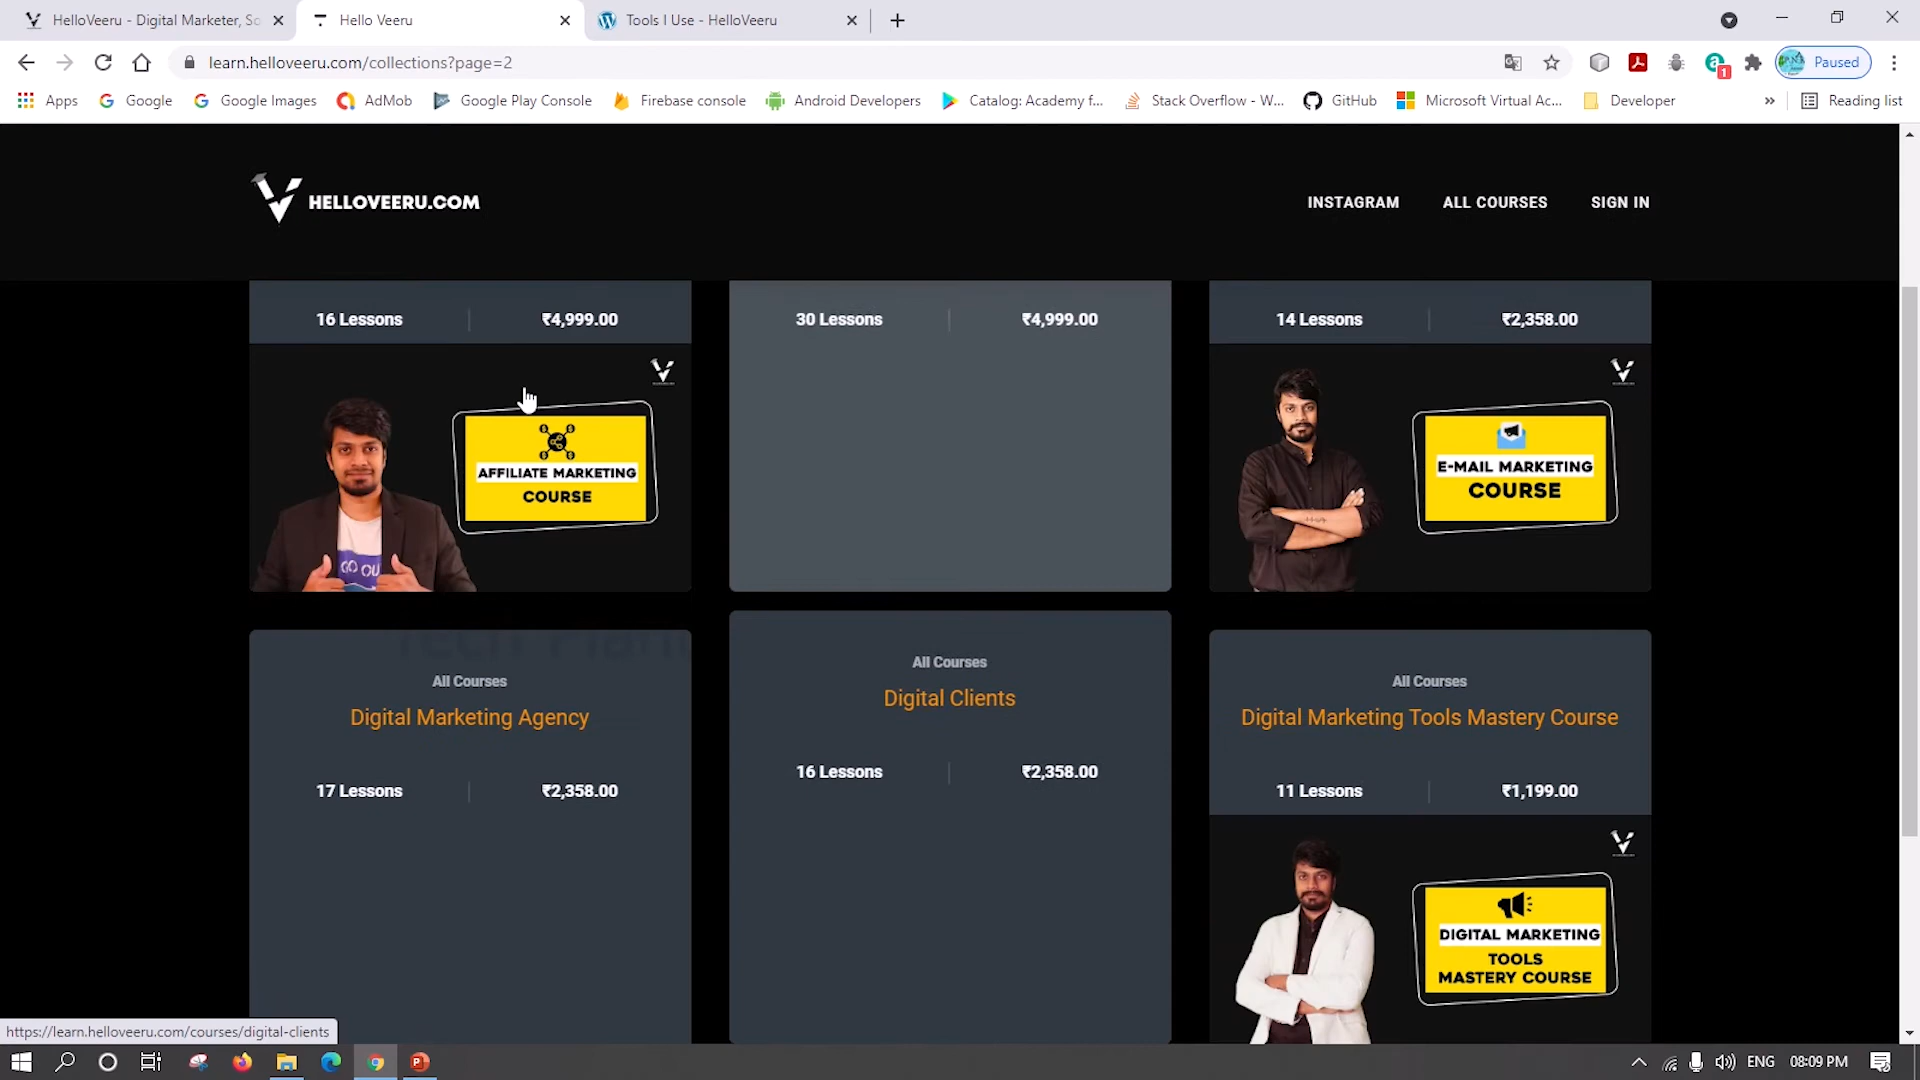 HelloVeeru - Digital Marketer, So
Hello Veeru
Tools I Use - HelloVeeru
learn.helloveeru.com/collections?page=2
1
Paused
Apps
Google
Google Images
AdMob
Google Play Console
Firebase console
Android Developers
Catalog: Academy f...
Stack Overflow - W...
GitHub
Microsoft Virtual Ac...
Developer
»
Reading list
HELLOVEERU.COM
INSTAGRAM
ALL COURSES
SIGN IN
16 Lessons
₹4,999.00
30 Lessons
₹4,999.00
14 Lessons
₹2,358.00
AFFILIATE MARKETING
COURSE
GO OU
E-MAIL MARKETING
COURSE
All Courses
Digital Marketing Agency
17 Lessons
₹2,358.00
All Courses
Digital Clients
16 Lessons
₹2,358.00
All Courses
Digital Marketing Tools Mastery Course
11 Lessons
₹1,199.00
DIGITAL MARKETING
TOOLS
MASTERY COURSE
https://learn.helloveeru.com/courses/digital-clients
ENG
08:09 PM